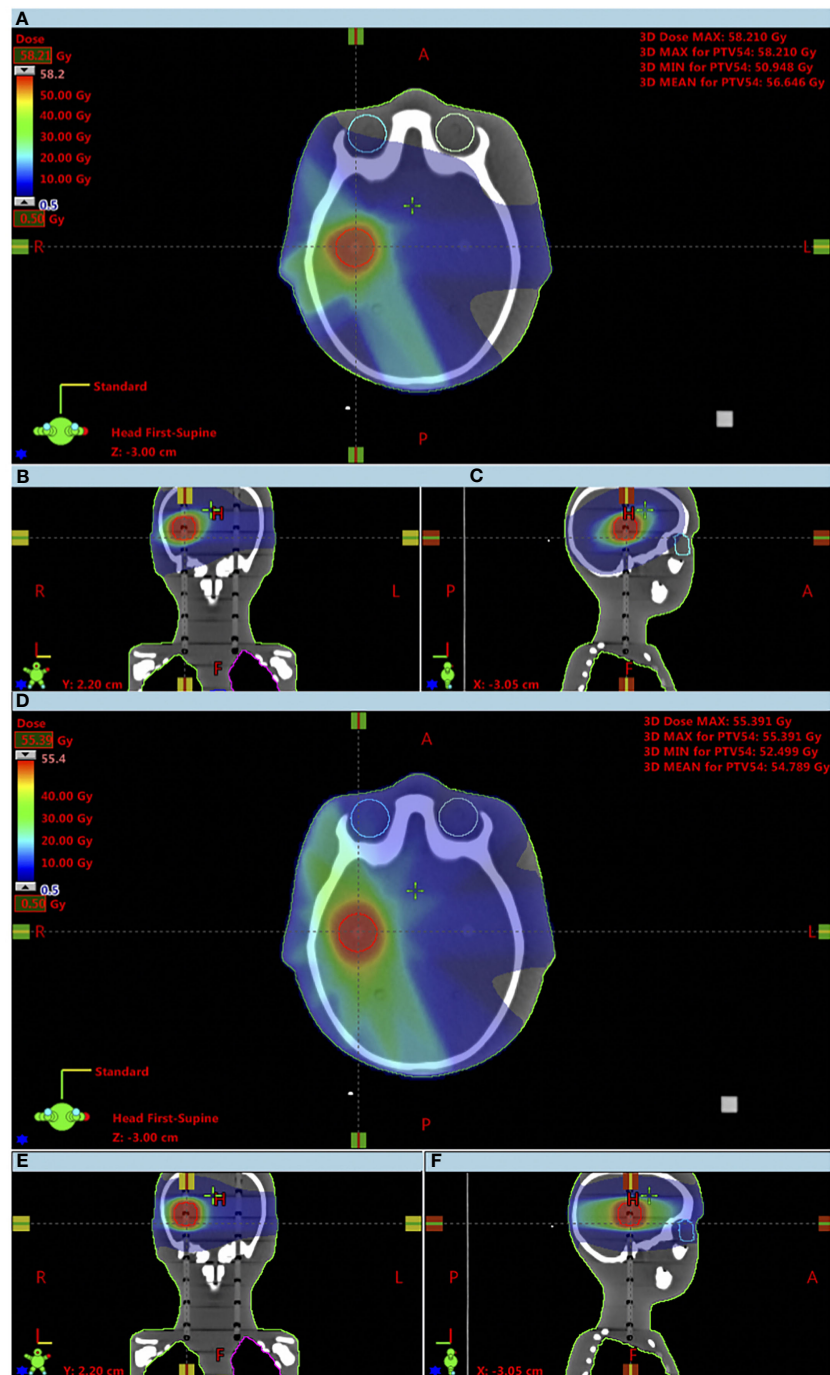 A
Dose
58.21 Gy
58.2
50.00 Gy
40.00 Gy
30.00 Gy
20.00 Gy
10.00 Gy
0.5
0.50 Gy
3D Dose MAX: 58.210 Gy
3D MAX for PTV54: 58.210 Gy
3D MIN for PTV54: 50.948 Gy
3D MEAN for PTV54: 56.646 Gy
A
R
L
Standard
Head First-Supine
Z: -3.00 cm
P
B
C
H
R
L
F
Y: 2.20 cm
H
P
A
F
X: -3.05 cm
D
Dose
55.39 Gy
55.4
40.00 Gy
30.00 Gy
20.00 Gy
10.00 Gy
0.5
0.50 Gy
3D Dose MAX: 55.391 Gy
3D MAX for PTV54: 55.391 Gy
3D MIN for PTV54: 52.499 Gy
3D MEAN for PTV54: 54.789 Gy
A
R
L
Standard
Head First-Supine
Z: -3.00 cm
P
E
F
H
R
L
F
Y: 2.20 cm
H
P
A
F
X: -3.05 cm